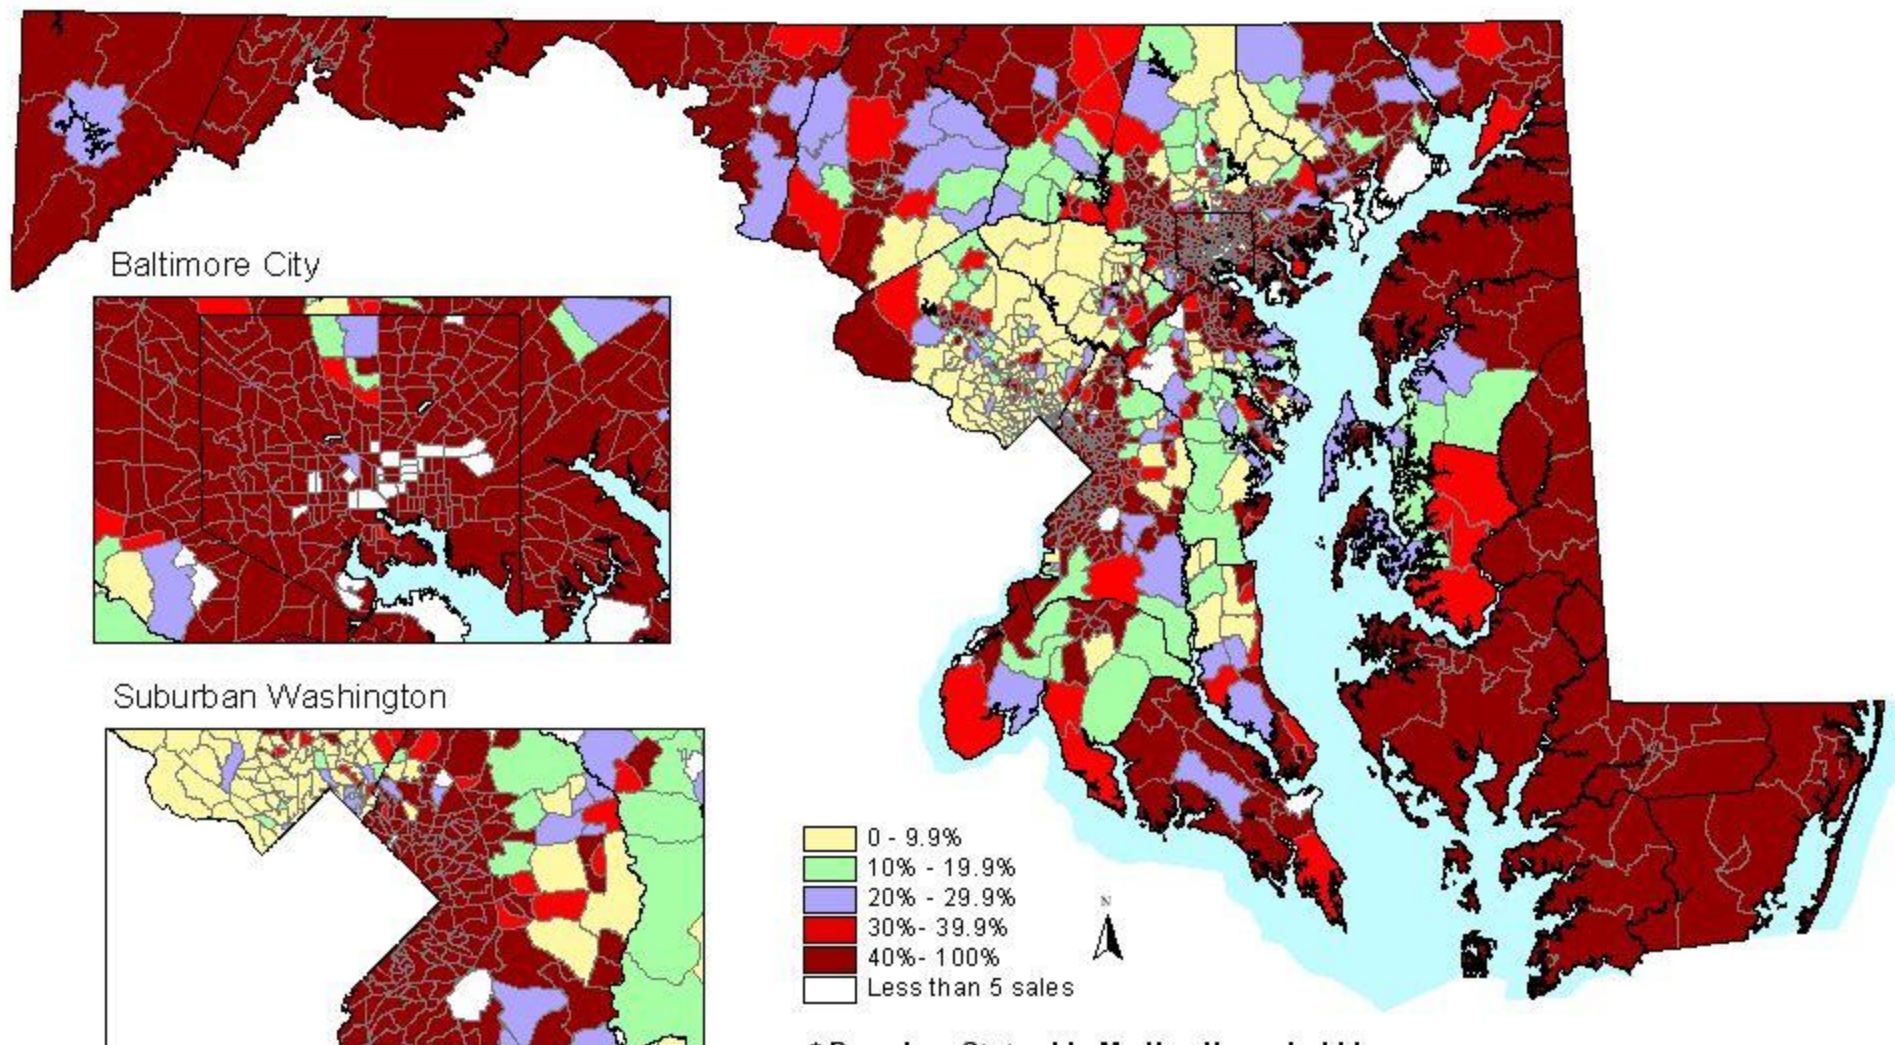 Baltimore City
Suburban Washington
0 - 9.9%
10% - 19.9%
20% - 29.9%
30%- 39.9%
40%- 100%
Less than 5 sales
N